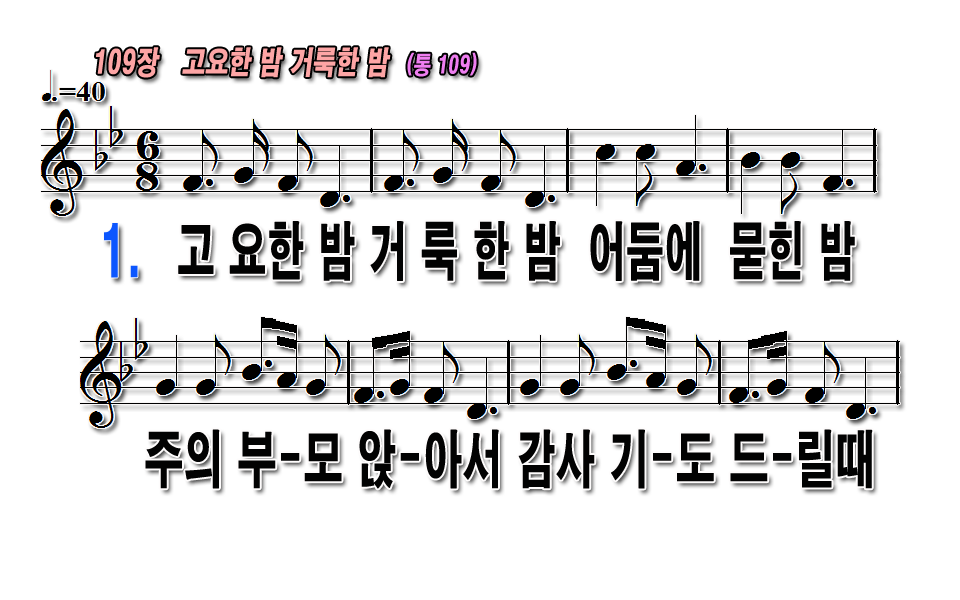 109장 고요한 밤 거룩한 밤 (통 109)
♩.=40
6
8
1. 고 요한 밤 거 룩 한 밤 어둠에 묻힌 밤
주의 부-모 앉-아서 감사 기-도 드-릴때